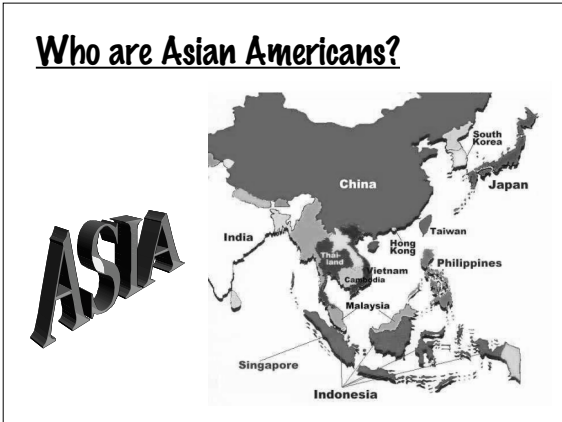 Who are Asian Americans?
ASIA
South
Korea
China
Japan
Taiwan
India
Hong
Kong
Thai-
land
Vietnam
Philippines
Cambodia
Malaysia
Singapore
Indonesia